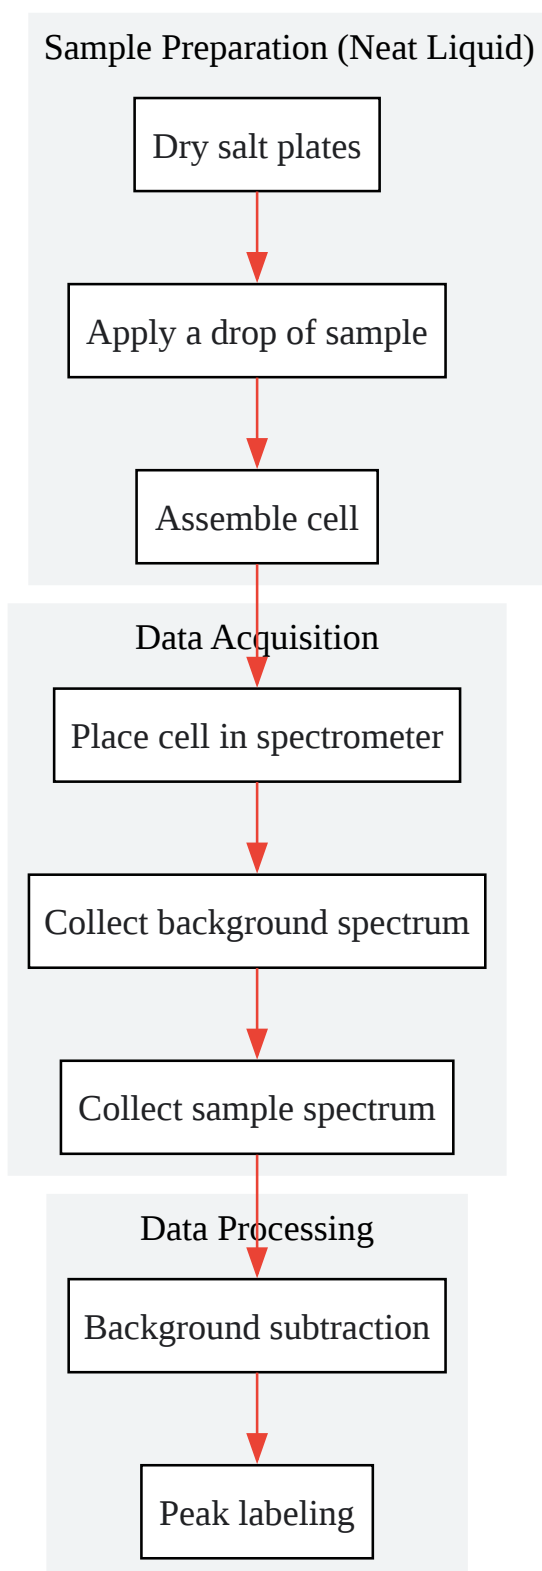 Sample Preparation (Neat Liquid)
Dry salt plates
Apply a drop of sample
Assemble cell
Data Acquisition
Place cell in spectrometer
Collect background spectrum
Collect sample spectrum
Data Processing
Background subtraction
Peak labeling